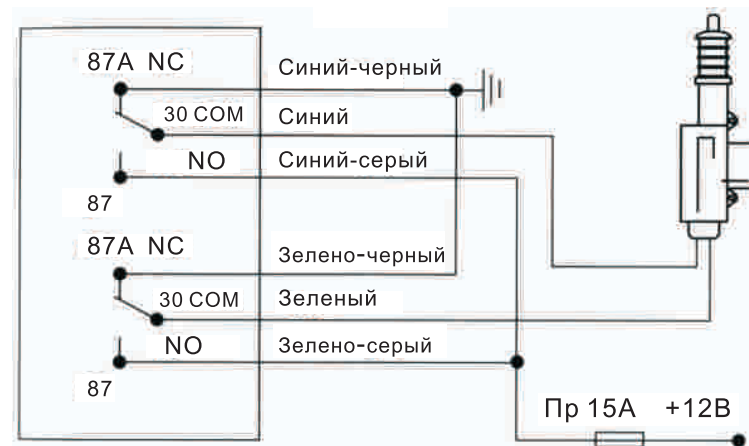 87A NC
Синий-черный
30 COM
Синий
NO
Синий-серый
87
87A NC
Зелено-черный
30 COM
Зеленый
NO
Зелено-серый
87
Пр 15А +12В